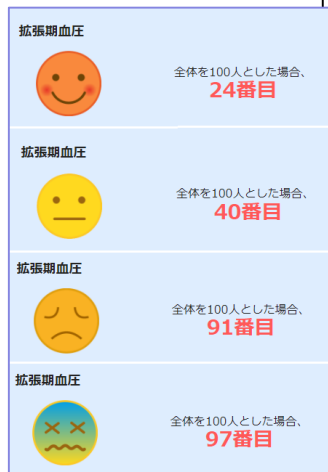 拡張期血圧
全体を100人とした場合、
24番目
拡張期血圧
全体を100人とした場合、
40番目
拡張期血圧
全体を100人とした場合、
91番目
拡張期血圧
全体を100人とした場合、
97番目